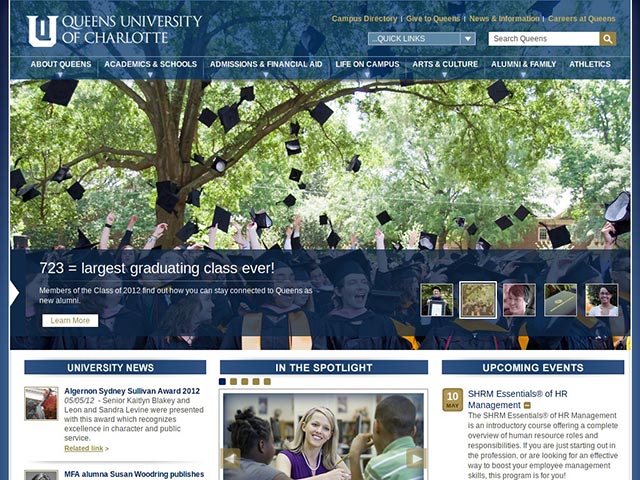 QUEENS UNIVERSITY
OF CHARLOTTE
Campus Directory | Give to Queens | News & Information | Careers at Queens
...QUICK LINKS
Search Queens
ABOUT QUEENS ACADEMICS & SCHOOLS ADMISSIONS & FINANCIAL AID LIFE ON CAMPUS ARTS & CULTURE ALUMNI & FAMILY ATHLETICS
723 = largest graduating class ever!
Members of the Class of 2012 find out how you can stay connected to Queens as
new alumni.
Learn More
UNIVERSITY NEWS
Algernon Sydney Sullivan Award 2012
05/05/12 - Senior Kaitlyn Blakey and
Leon and Sandra Levine were presented
with this award which recognizes
excellence in character and public
service.
Related link >
MFA alumna Susan Woodring publishes
IN THE SPOTLIGHT
UPCOMING EVENTS
10
MAY
SHRM Essentials® of HR
Management
The SHRM Essentials® of HR Management
is an introductory course offering a complete
overview of human resource roles and
responsibilities. If you are just starting out in
the profession, or are looking for an effective
way to boost your employee management
skills, this program is for you!